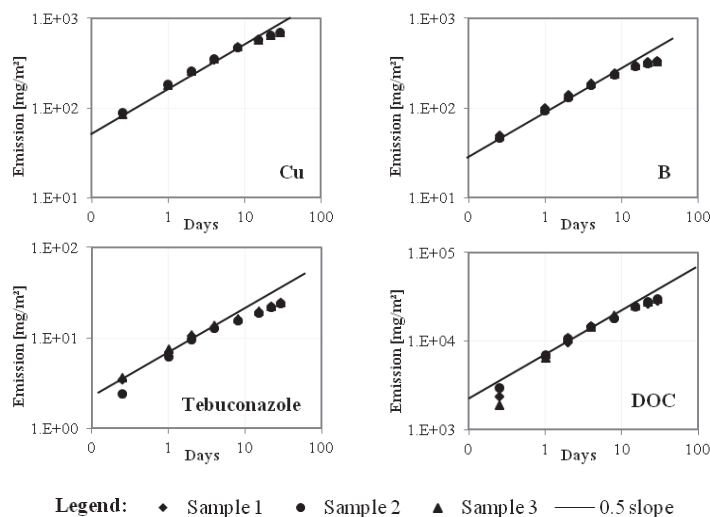 1.E+03
1.E+02
1.E+01
Emission [mg/m²]
Cu
0 1 10 100
Days
1.E+03
1.E+02
1.E+01
Emission [mg/m²]
B
0 1 10 100
Days
1.E+02
1.E+01
1.E+00
Emission [mg/m²]
Tebuconazole
0 1 10 100
Days
1.E+05
1.E+04
1.E+03
Emission [mg/m²]
DOC
0 1 10 100
Days
Legend: Sample 1 Sample 2 Sample 3 0.5 slope